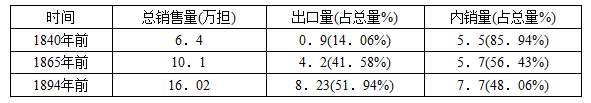 时间 总销售量(万担) 出口量(占总量%) 内销量(占总量%)
1840年前 6．4 0．9(14．06%) 5．5(85．94%)
1865年前 10．1 4．2(41．58%) 5．7(56．43%)
1894年前 16．02 8．23(51．94%) 7．7(48．06%)